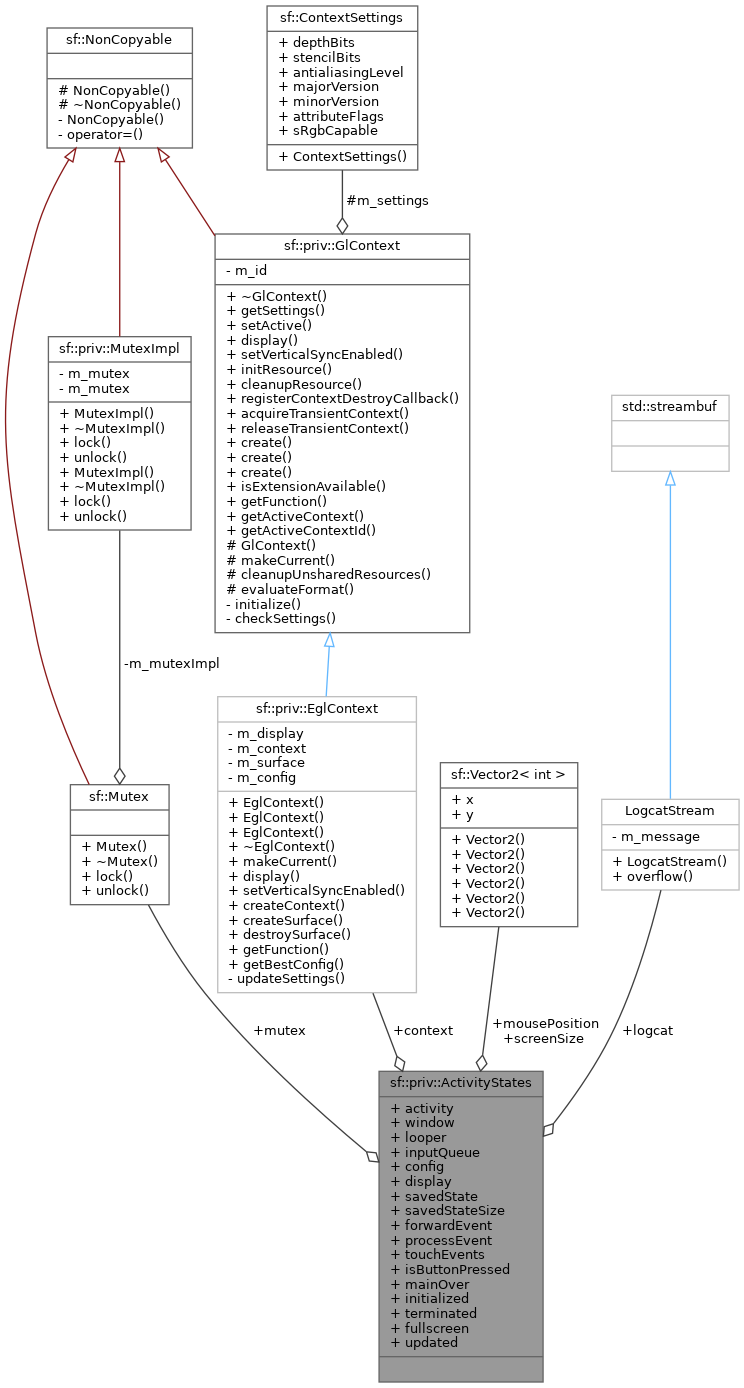 sf::ContextSettings
+ depthBits
+ stencilBits
+ antialiasingLevel
+ majorVersion
+ minorVersion
+ attributeFlags
+ sRgbCapable
+ ContextSettings()
sf::NonCopyable
# NonCopyable()
# ~NonCopyable()
- NonCopyable()
- operator=()
#m_settings
sf::priv::GlContext
- m_id
+ ~GlContext()
+ getSettings()
+ setActive()
+ display()
+ setVerticalSyncEnabled()
+ initResource()
+ cleanupResource()
+ registerContextDestroyCallback()
+ acquireTransientContext()
+ releaseTransientContext()
+ create()
+ create()
+ create()
+ isExtensionAvailable()
+ getFunction()
+ getActiveContext()
+ getActiveContextId()
# GlContext()
# makeCurrent()
# cleanupUnsharedResources()
# evaluateFormat()
- initialize()
- checkSettings()
sf::priv::MutexImpl
- m_mutex
- m_mutex
+ MutexImpl()
+ ~MutexImpl()
+ lock()
+ unlock()
+ MutexImpl()
+ ~MutexImpl()
+ lock()
+ unlock()
std::streambuf
-m_mutexImpl
sf::priv::EglContext
- m_display
- m_context
- m_surface
- m_config
+ EglContext()
+ EglContext()
+ EglContext()
+ ~EglContext()
+ makeCurrent()
+ display()
+ setVerticalSyncEnabled()
+ createContext()
+ createSurface()
+ destroySurface()
+ getFunction()
+ getBestConfig()
- updateSettings()
sf::Vector2< int >
+ x
+ y
+ Vector2()
+ Vector2()
+ Vector2()
+ Vector2()
+ Vector2()
+ Vector2()
LogcatStream
- m_message
+ LogcatStream()
+ overflow()
sf::Mutex
+ Mutex()
+ ~Mutex()
+ lock()
+ unlock()
+mutex
+context
+mousePosition
+screenSize
+logcat
sf::priv::ActivityStates
+ activity
+ window
+ looper
+ inputQueue
+ config
+ display
+ savedState
+ savedStateSize
+ forwardEvent
+ processEvent
+ touchEvents
+ isButtonPressed
+ mainOver
+ initialized
+ terminated
+ fullscreen
+ updated